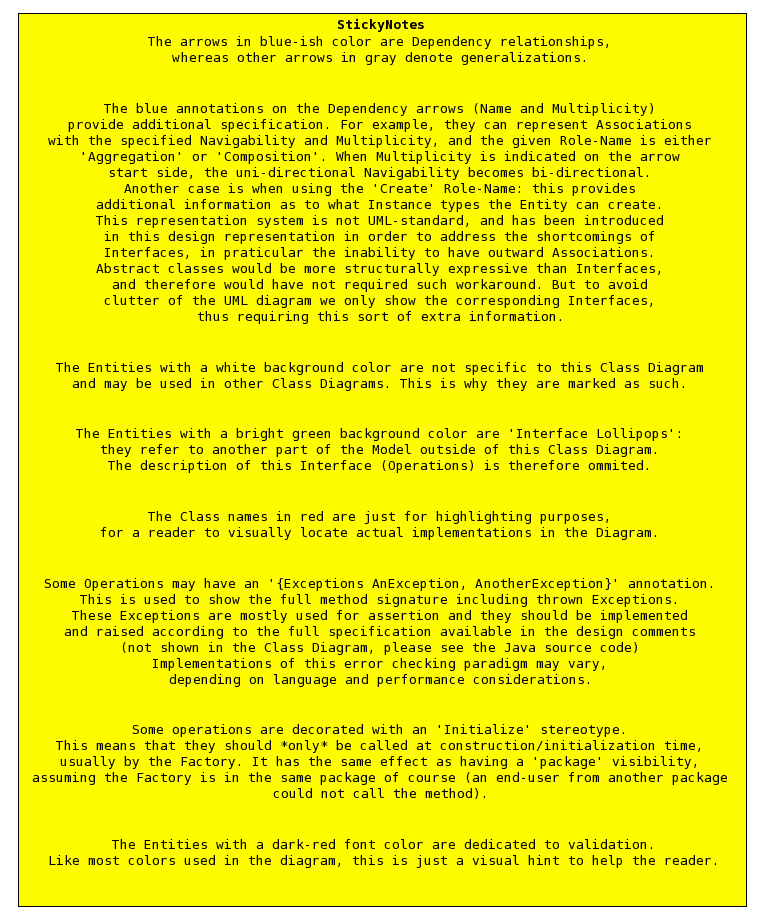 StickyNotes
The arrows in blue-ish color are Dependency relationships,
whereas other arrows in gray denote generalizations.
The blue annotations on the Dependency arrows (Name and Multiplicity)
provide additional specification. For example, they can represent Associations
with the specified Navigability and Multiplicity, and the given Role-Name is either
'Aggregation' or 'Composition'. When Multiplicity is indicated on the arrow
start side, the uni-directional Navigability becomes bi-directional.
Another case is when using the 'Create' Role-Name: this provides
additional information as to what Instance types the Entity can create.
This representation system is not UML-standard, and has been introduced
in this design representation in order to address the shortcomings of
Interfaces, in praticular the inability to have outward Associations.
Abstract classes would be more structurally expressive than Interfaces,
and therefore would have not required such workaround. But to avoid
clutter of the UML diagram we only show the corresponding Interfaces,
thus requiring this sort of extra information.
The Entities with a white background color are not specific to this Class Diagram
and may be used in other Class Diagrams. This is why they are marked as such.
The Entities with a bright green background color are 'Interface Lollipops':
they refer to another part of the Model outside of this Class Diagram.
The description of this Interface (Operations) is therefore ommited.
The Class names in red are just for highlighting purposes,
for a reader to visually locate actual implementations in the Diagram.
Some Operations may have an '{Exceptions AnException, AnotherException}' annotation.
This is used to show the full method signature including thrown Exceptions.
These Exceptions are mostly used for assertion and they should be implemented
and raised according to the full specification available in the design comments
(not shown in the Class Diagram, please see the Java source code)
Implementations of this error checking paradigm may vary,
depending on language and performance considerations.
Some operations are decorated with an 'Initialize' stereotype.
This means that they should *only* be called at construction/initialization time,
usually by the Factory. It has the same effect as having a 'package' visibility,
assuming the Factory is in the same package of course (an end-user from another package
could not call the method).
The Entities with a dark-red font color are dedicated to validation.
Like most colors used in the diagram, this is just a visual hint to help the reader.